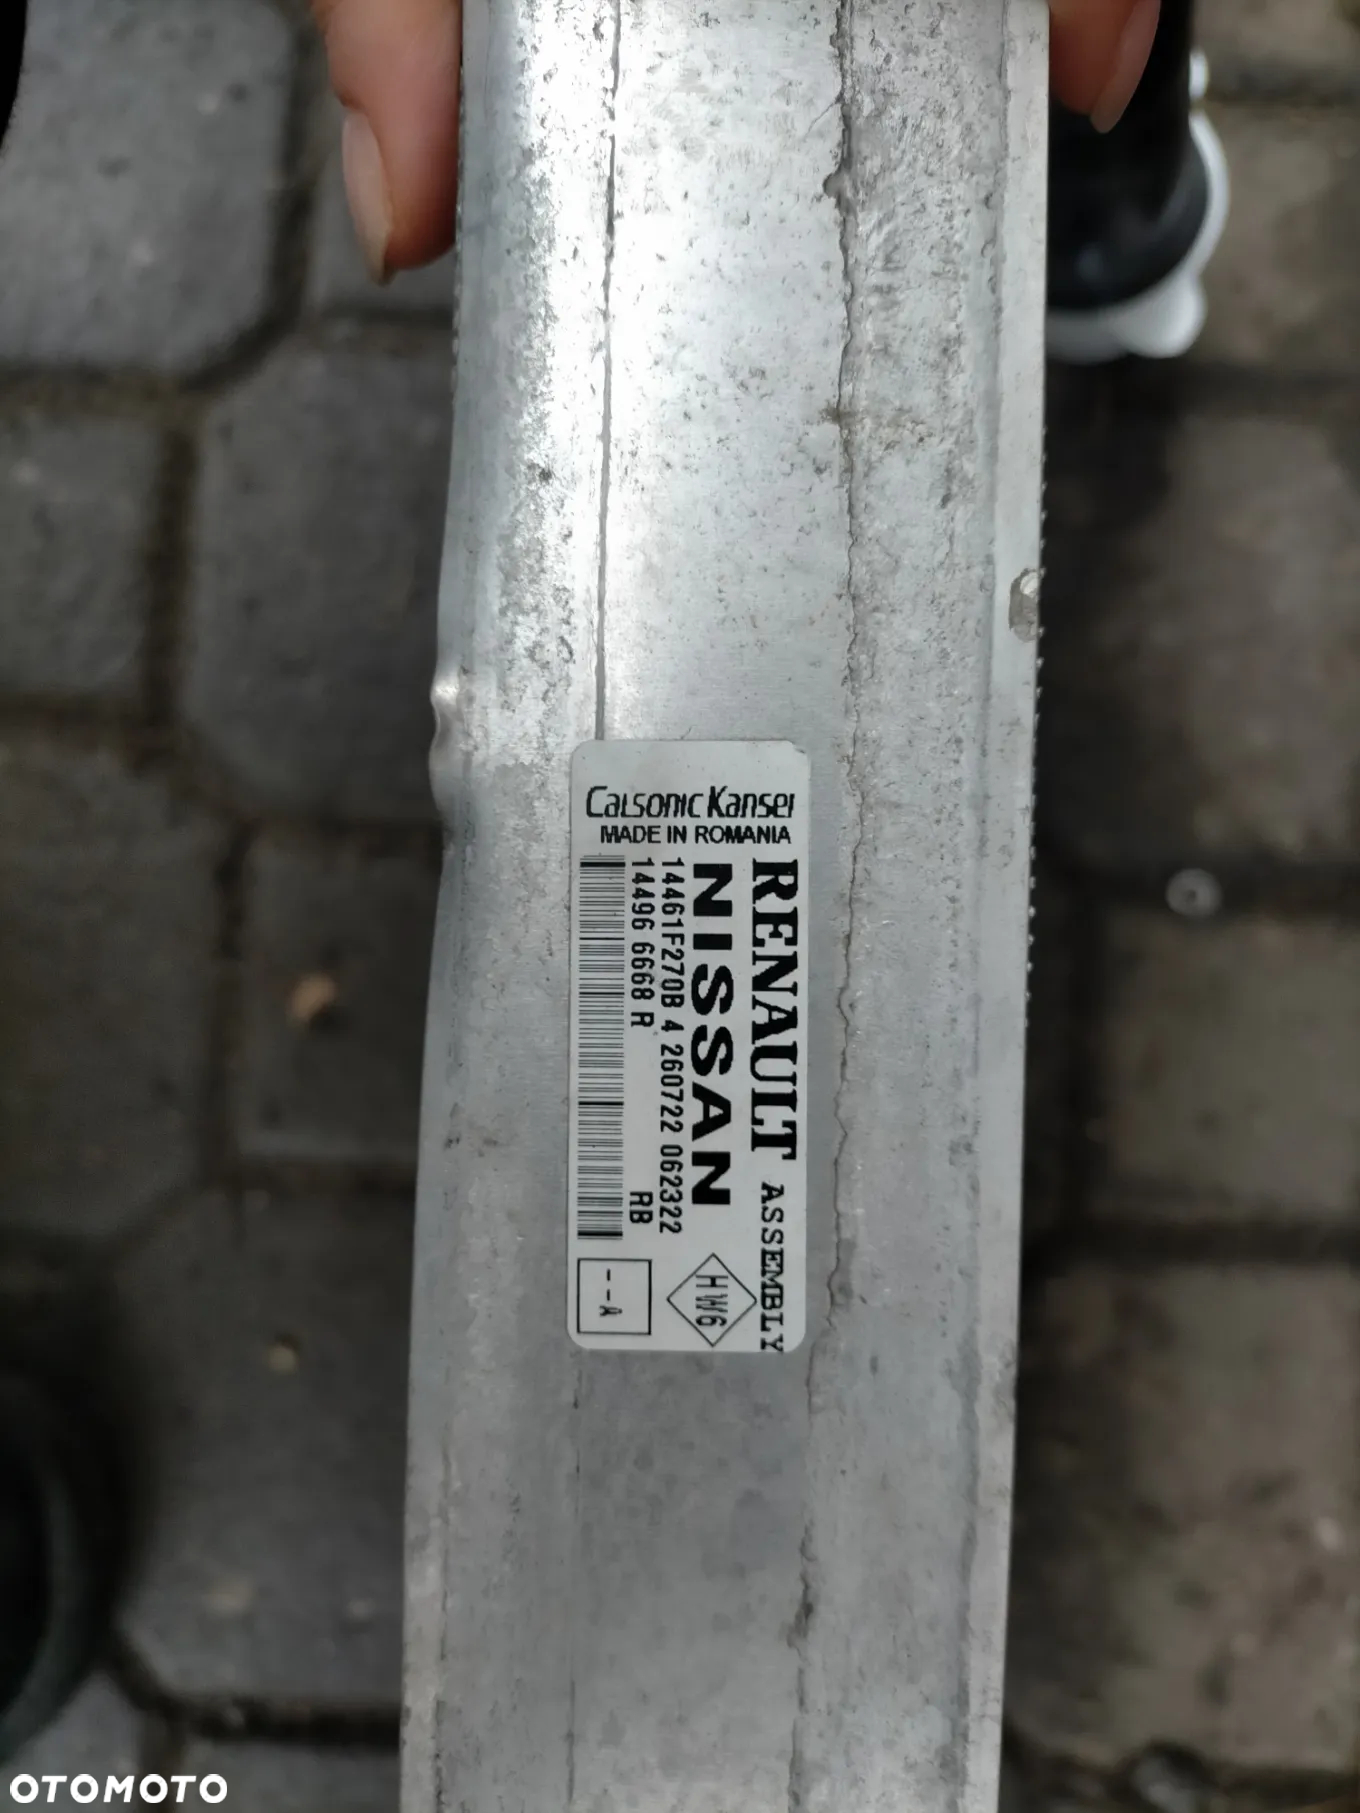 Calsonic Kansei
MADE IN ROMANIA
RENAULT ASSEMBLY
NISSAN
HW6
14461F270B 4 260722 062322
14496 6668 R RB
--A
OTOMOTO